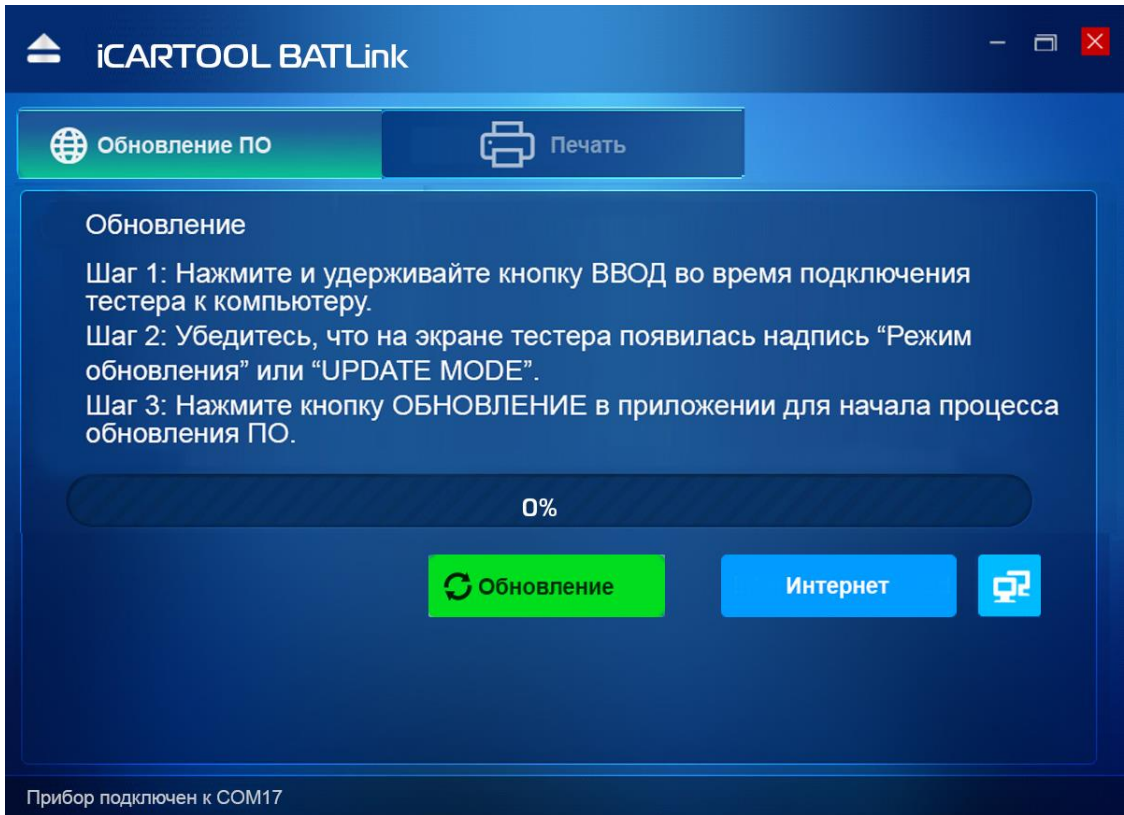 iCARTOOL BATLink
Обновление ПО
Печать
Обновление
Шаг 1: Нажмите и удерживайте кнопку ВВОД во время подключения
тестера к компьютеру.
Шаг 2: Убедитесь, что на экране тестера появилась надпись “Режим
обновления” или “UPDATE MODE”.
Шаг 3: Нажмите кнопку ОБНОВЛЕНИЕ в приложении для начала процесса
обновления ПО.
0%
Обновление
Интернет
Прибор подключен к COM17